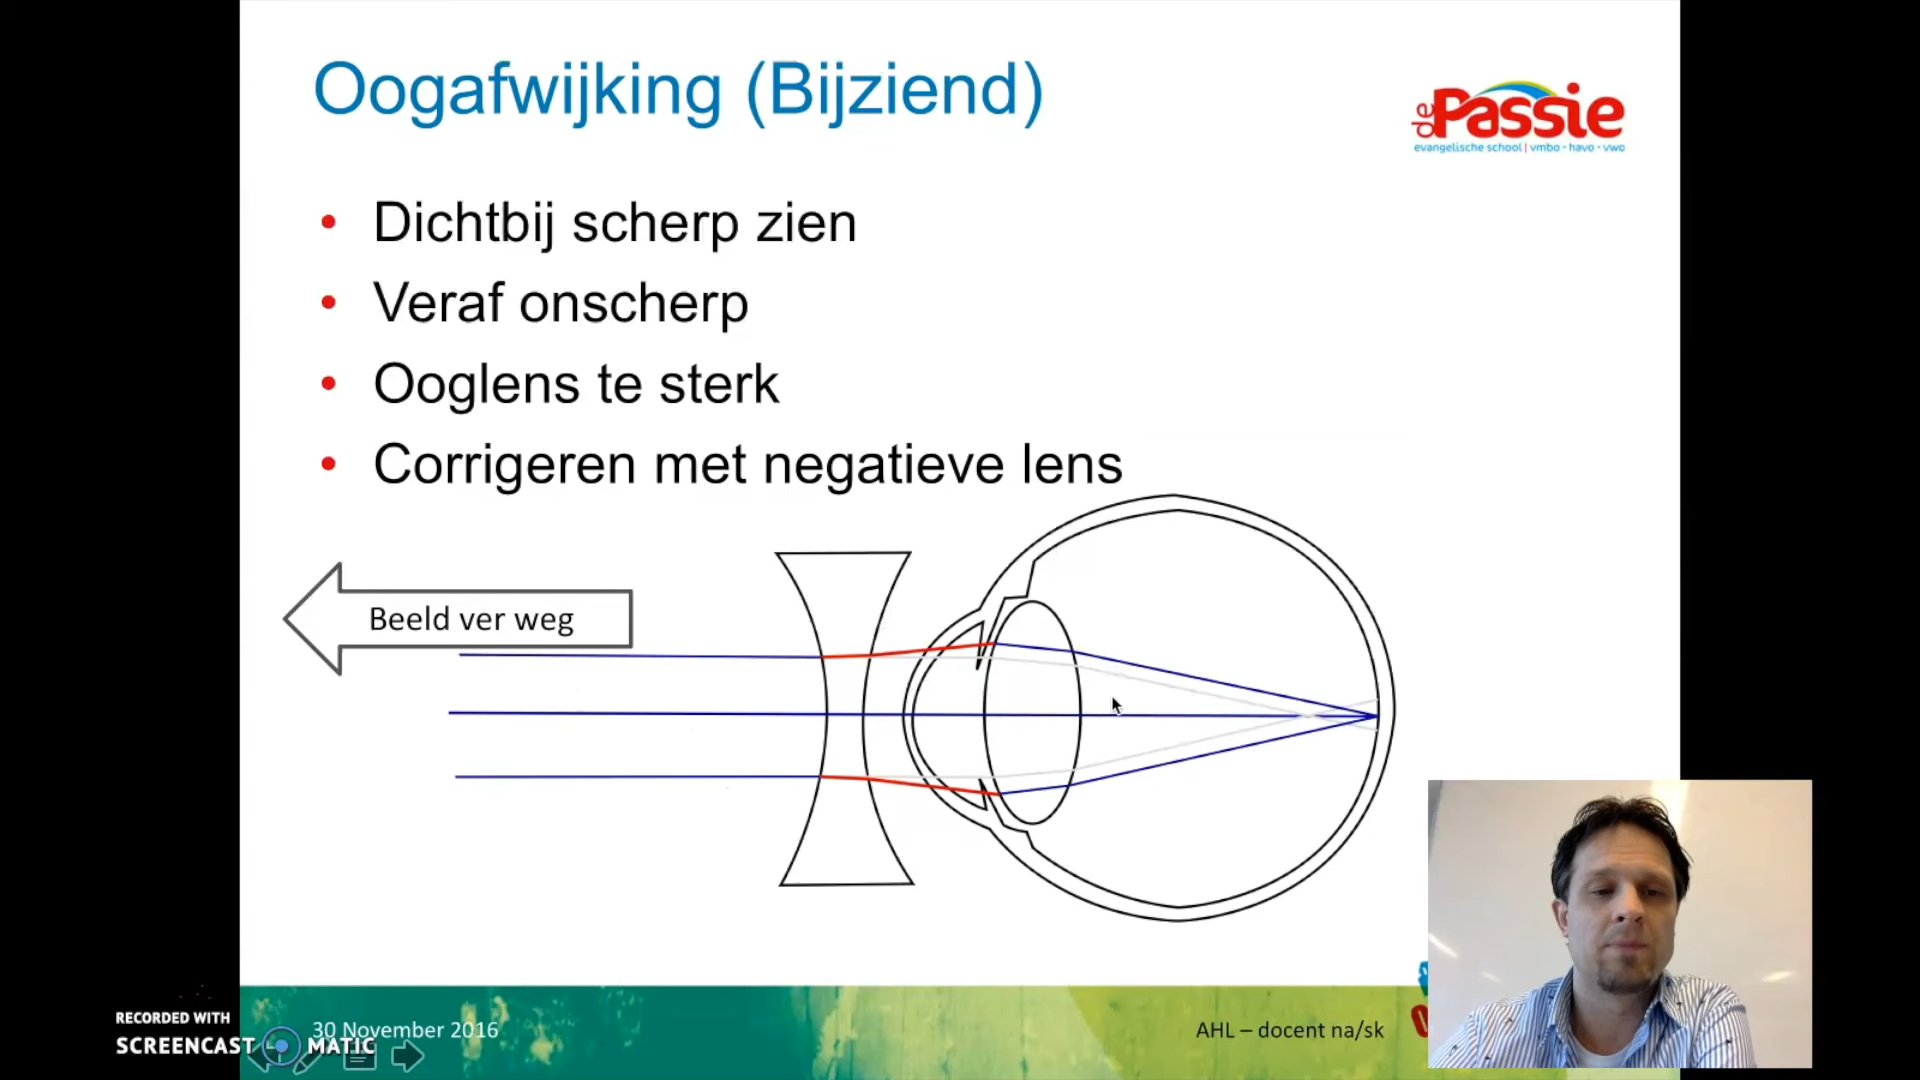 Oogafwijking (Bijziend)
de Passie
evangelische school | vmbo - havo - vwo
• Dichtbij scherp zien
• Veraf onscherp
• Ooglens te sterk
• Corrigeren met negatieve lens
Beeld ver weg
RECORDED WITH
SCREENCAST MATIC
30 November 2016
AHL – docent na/sk